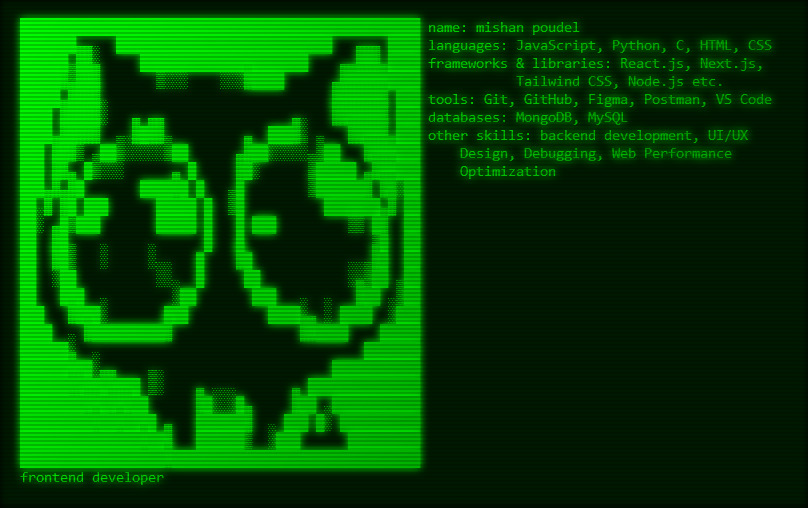 name: mishan poudel
languages: JavaScript, Python, C, HTML, CSS
frameworks & libraries: React.js, Next.js,
Tailwind CSS, Node.js etc.
tools: Git, GitHub, Figma, Postman, VS Code
databases: MongoDB, MySQL
other skills: backend development, UI/UX
Design, Debugging, Web Performance
Optimization
frontend developer